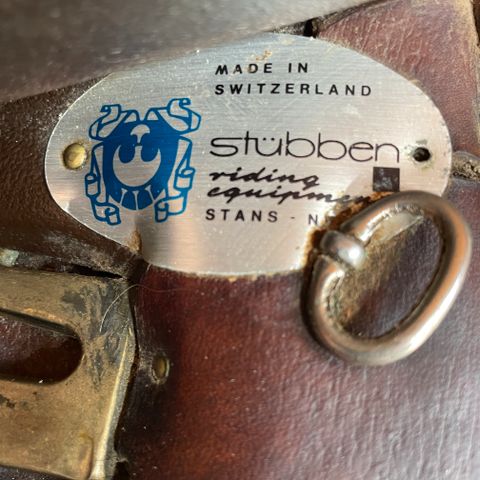 MADE IN
SWITZERLAND
stübben
riding
STANS -